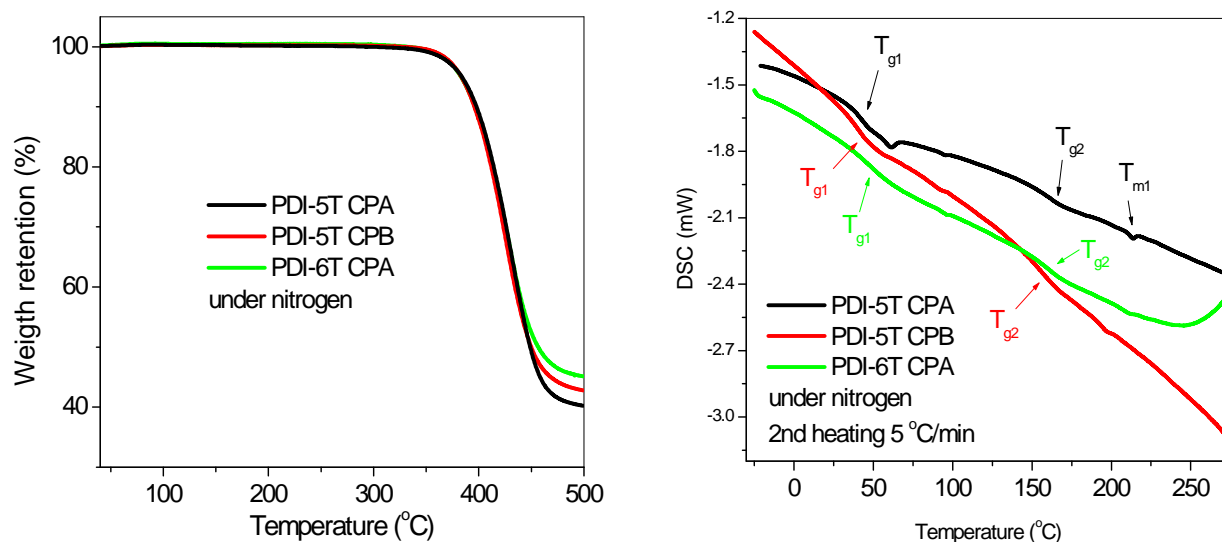 Weigth retention (%)
100
80
60
40
PDI-5T CPA
PDI-5T CPB
PDI-6T CPA
under nitrogen
100
200
300
400
500
Temperature (°C)
DSC (mW)
-1.2
-1.5
-1.8
-2.1
-2.4
-2.7
-3.0
Tg1
Tg2
Tm1
Tg1
Tg1
Tg2
Tg2
PDI-5T CPA
PDI-5T CPB
PDI-6T CPA
under nitrogen
2nd heating 5 °C/min
0
50
100
150
200
250
Temperature (°C)